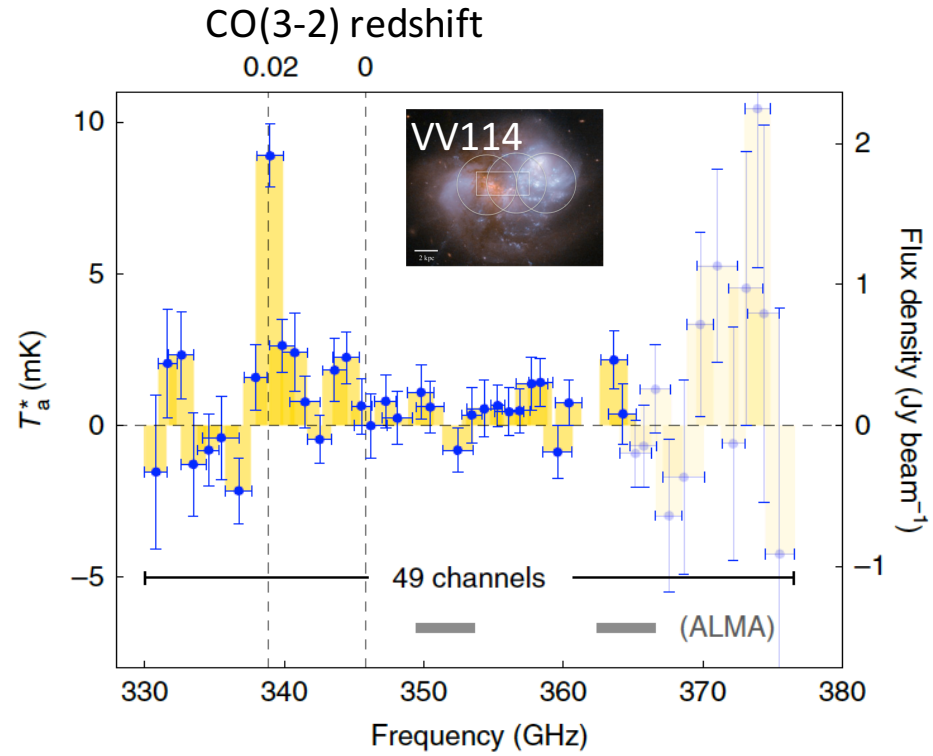 CO(3-2) redshift
0.02 0
VV114
2 kpc
10
5
0
−5
T*a (mK)
2
1
0
−1
Flux density (Jy beam−1)
49 channels
(ALMA)
330 340 350 360 370 380
Frequency (GHz)